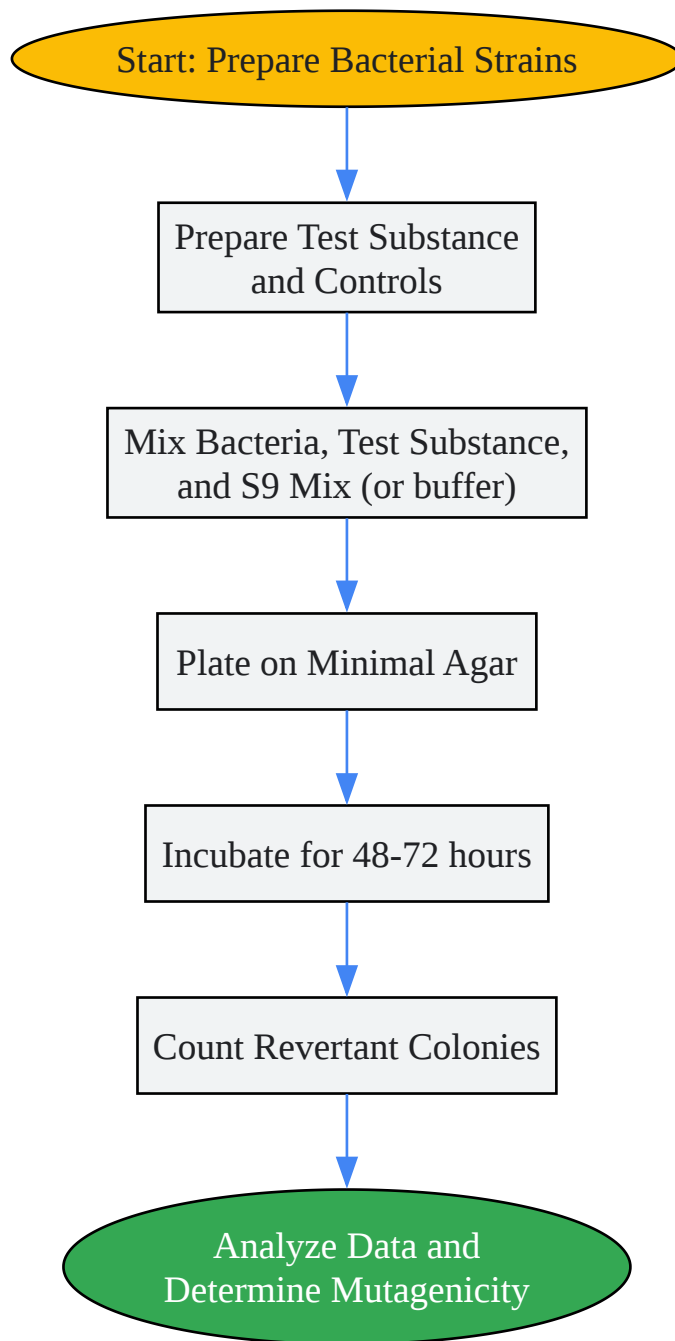 Start: Prepare Bacterial Strains
Prepare Test Substance
and Controls
Mix Bacteria, Test Substance,
and S9 Mix (or buffer)
Plate on Minimal Agar
Incubate for 48-72 hours
Count Revertant Colonies
Analyze Data and
Determine Mutagenicity